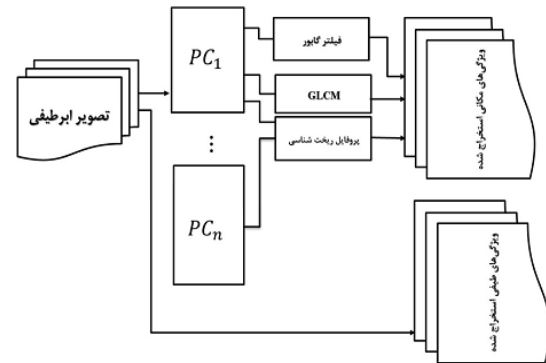 تصویر ابرطیفی
PC₁
⋮
PCₙ
فیلتر گابور
GLCM
پروفایل ریخت شناسی
ویژگی‌های مکانی استخراج شده
ویژگی‌های طیفی استخراج شده